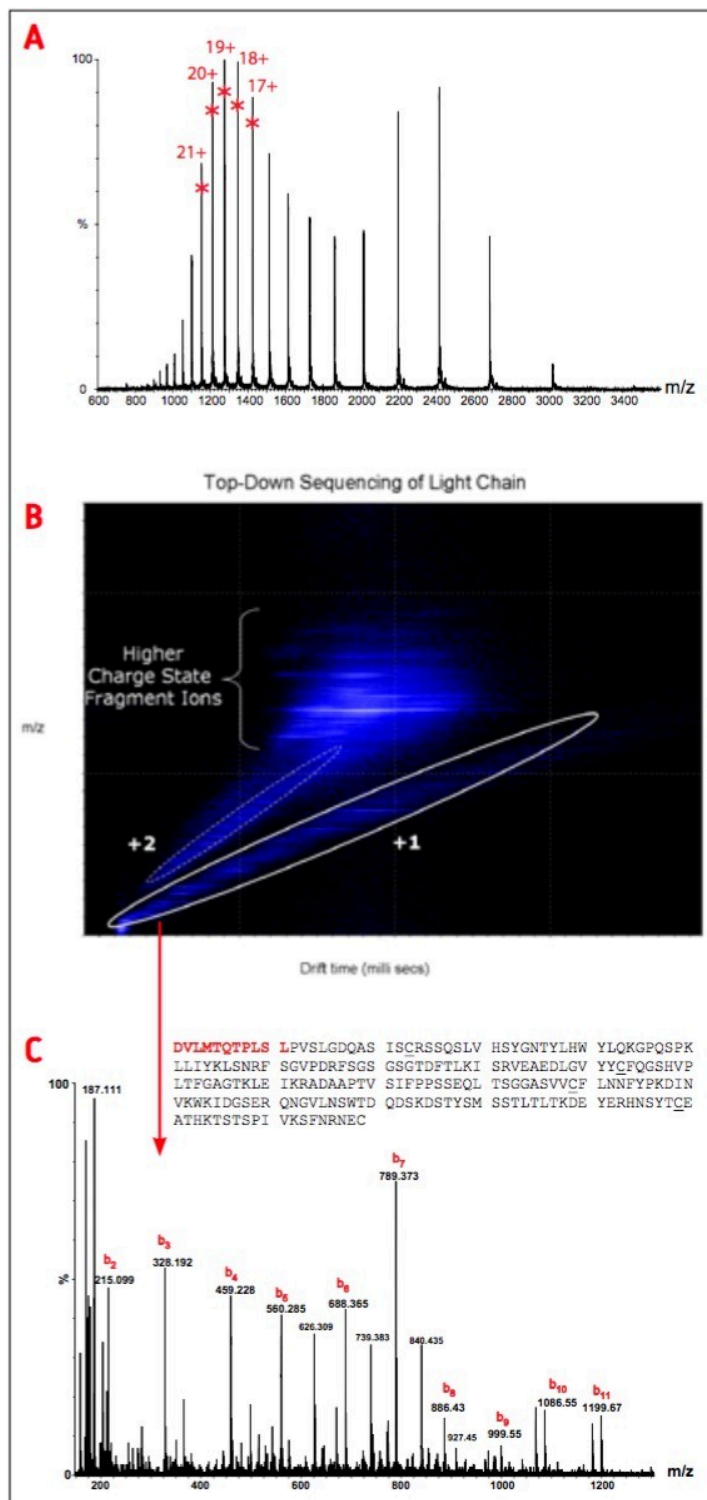 A
100
19+
18+
20+
17+
21+
%
0
600 800 1000 1200 1400 1600 1800 2000 2200 2400 2600 2800 3000 3200 3400
m/z
Top-Down Sequencing of Light Chain
B
Higher
Charge State
Fragment Ions
m/z
+2
+1
Drift time (milli secs)
C
DVLMTQTPLS LPVSLGDQAS ISCRSSQSLV HSYGNTYLHW YLQKGPQSPK
LLIYKLSNRF SGVPDRFSGS GSGTDFTLKI SRVEAEDLGV YYCFQGSHVP
LTFGAGTKLE IKRADAAPTV SIFPPSSEQL TSGGASVVCF LNNFYPKDIN
VKWKIDGSER QNGVLNSWTD QDSKDSTYSM SSTLTLTKDE YERHNSYTCE
ATHKTSTSPI VKSFNRNEC
100
187.111
b7
789.373
b2
215.099
b3
328.192
b4
459.228
b5
560.285
626.309
b6
688.365
739.383
840.435
b8
886.43
927.45
b9
999.55
b10
1086.55
b11
1199.67
%
0
200 400 600 800 1000 1200
m/z